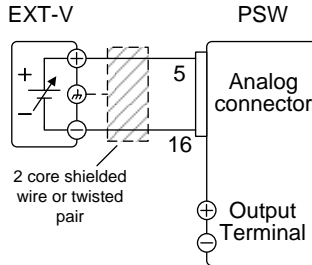 EXT-V
PSW
+
−
+
−
5
16
Analog
connector
2 core shielded
wire or twisted
pair
+
−
Output
Terminal